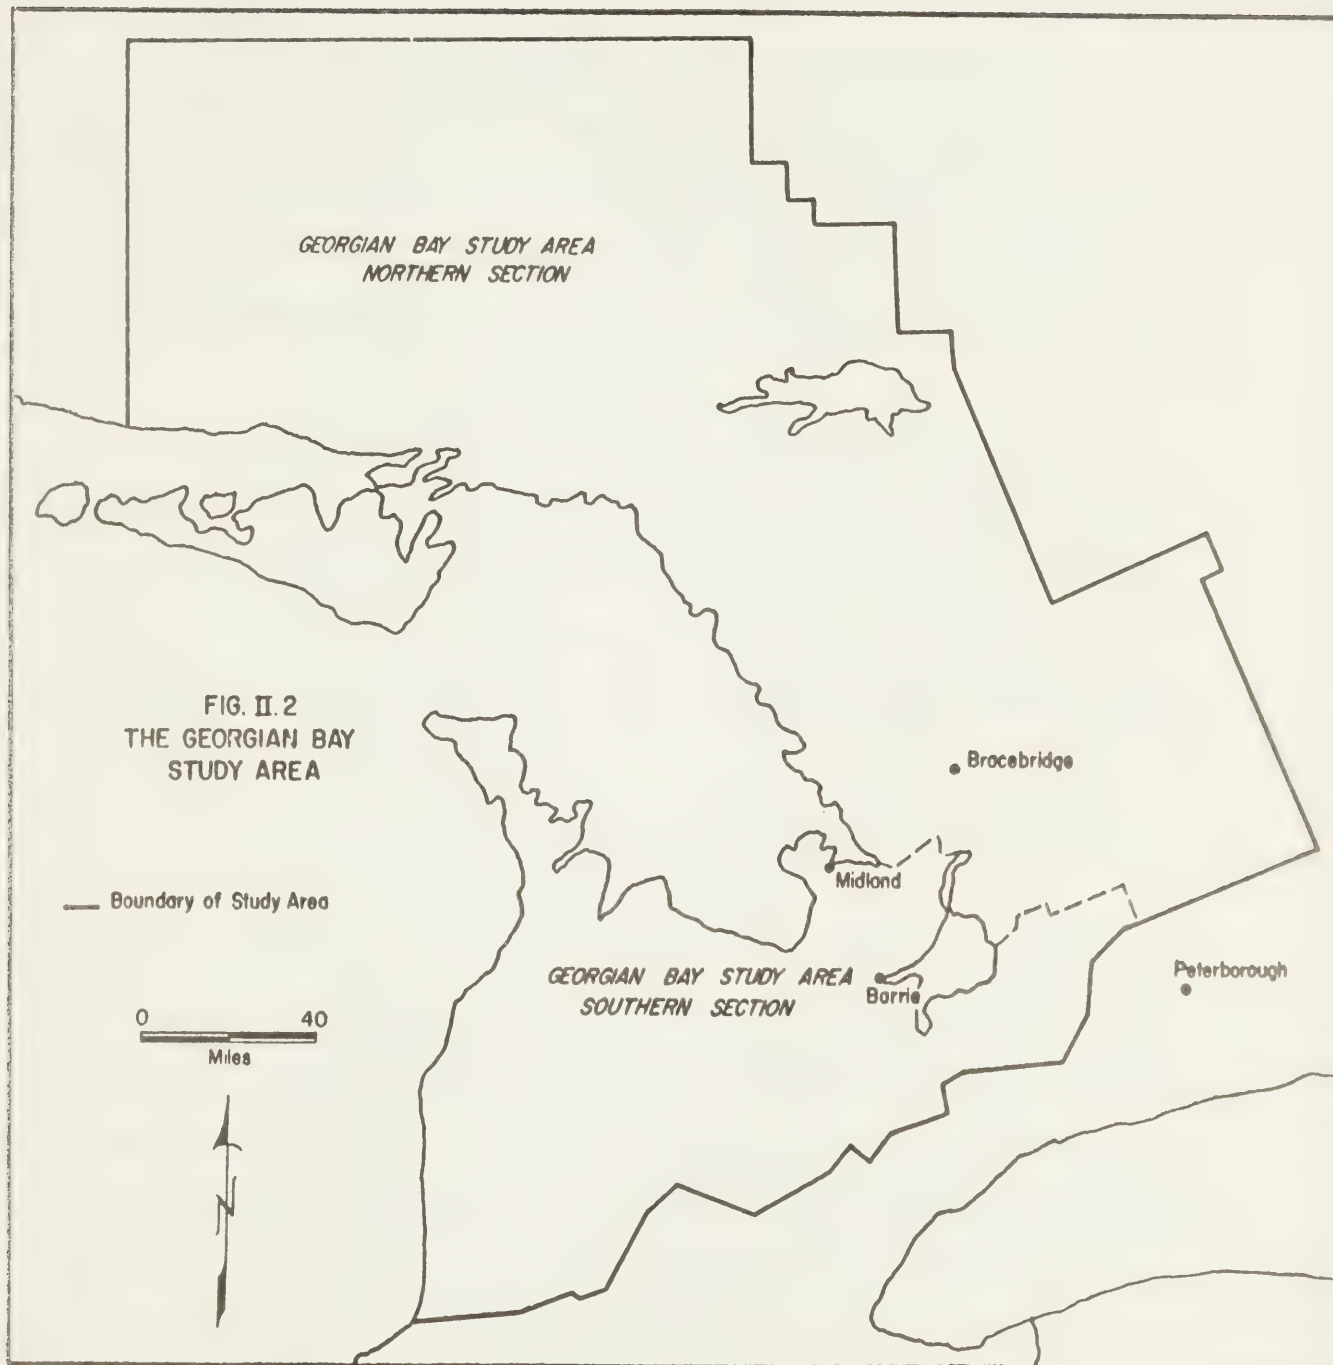 GEORGIAN BAY STUDY AREA
NORTHERN SECTION
FIG. II.2
THE GEORGIAN BAY
STUDY AREA
Bracebridge
Midland
Boundary of Study Area
GEORGIAN BAY STUDY AREA
SOUTHERN SECTION
Barrie
Peterborough
0 40
Miles
N